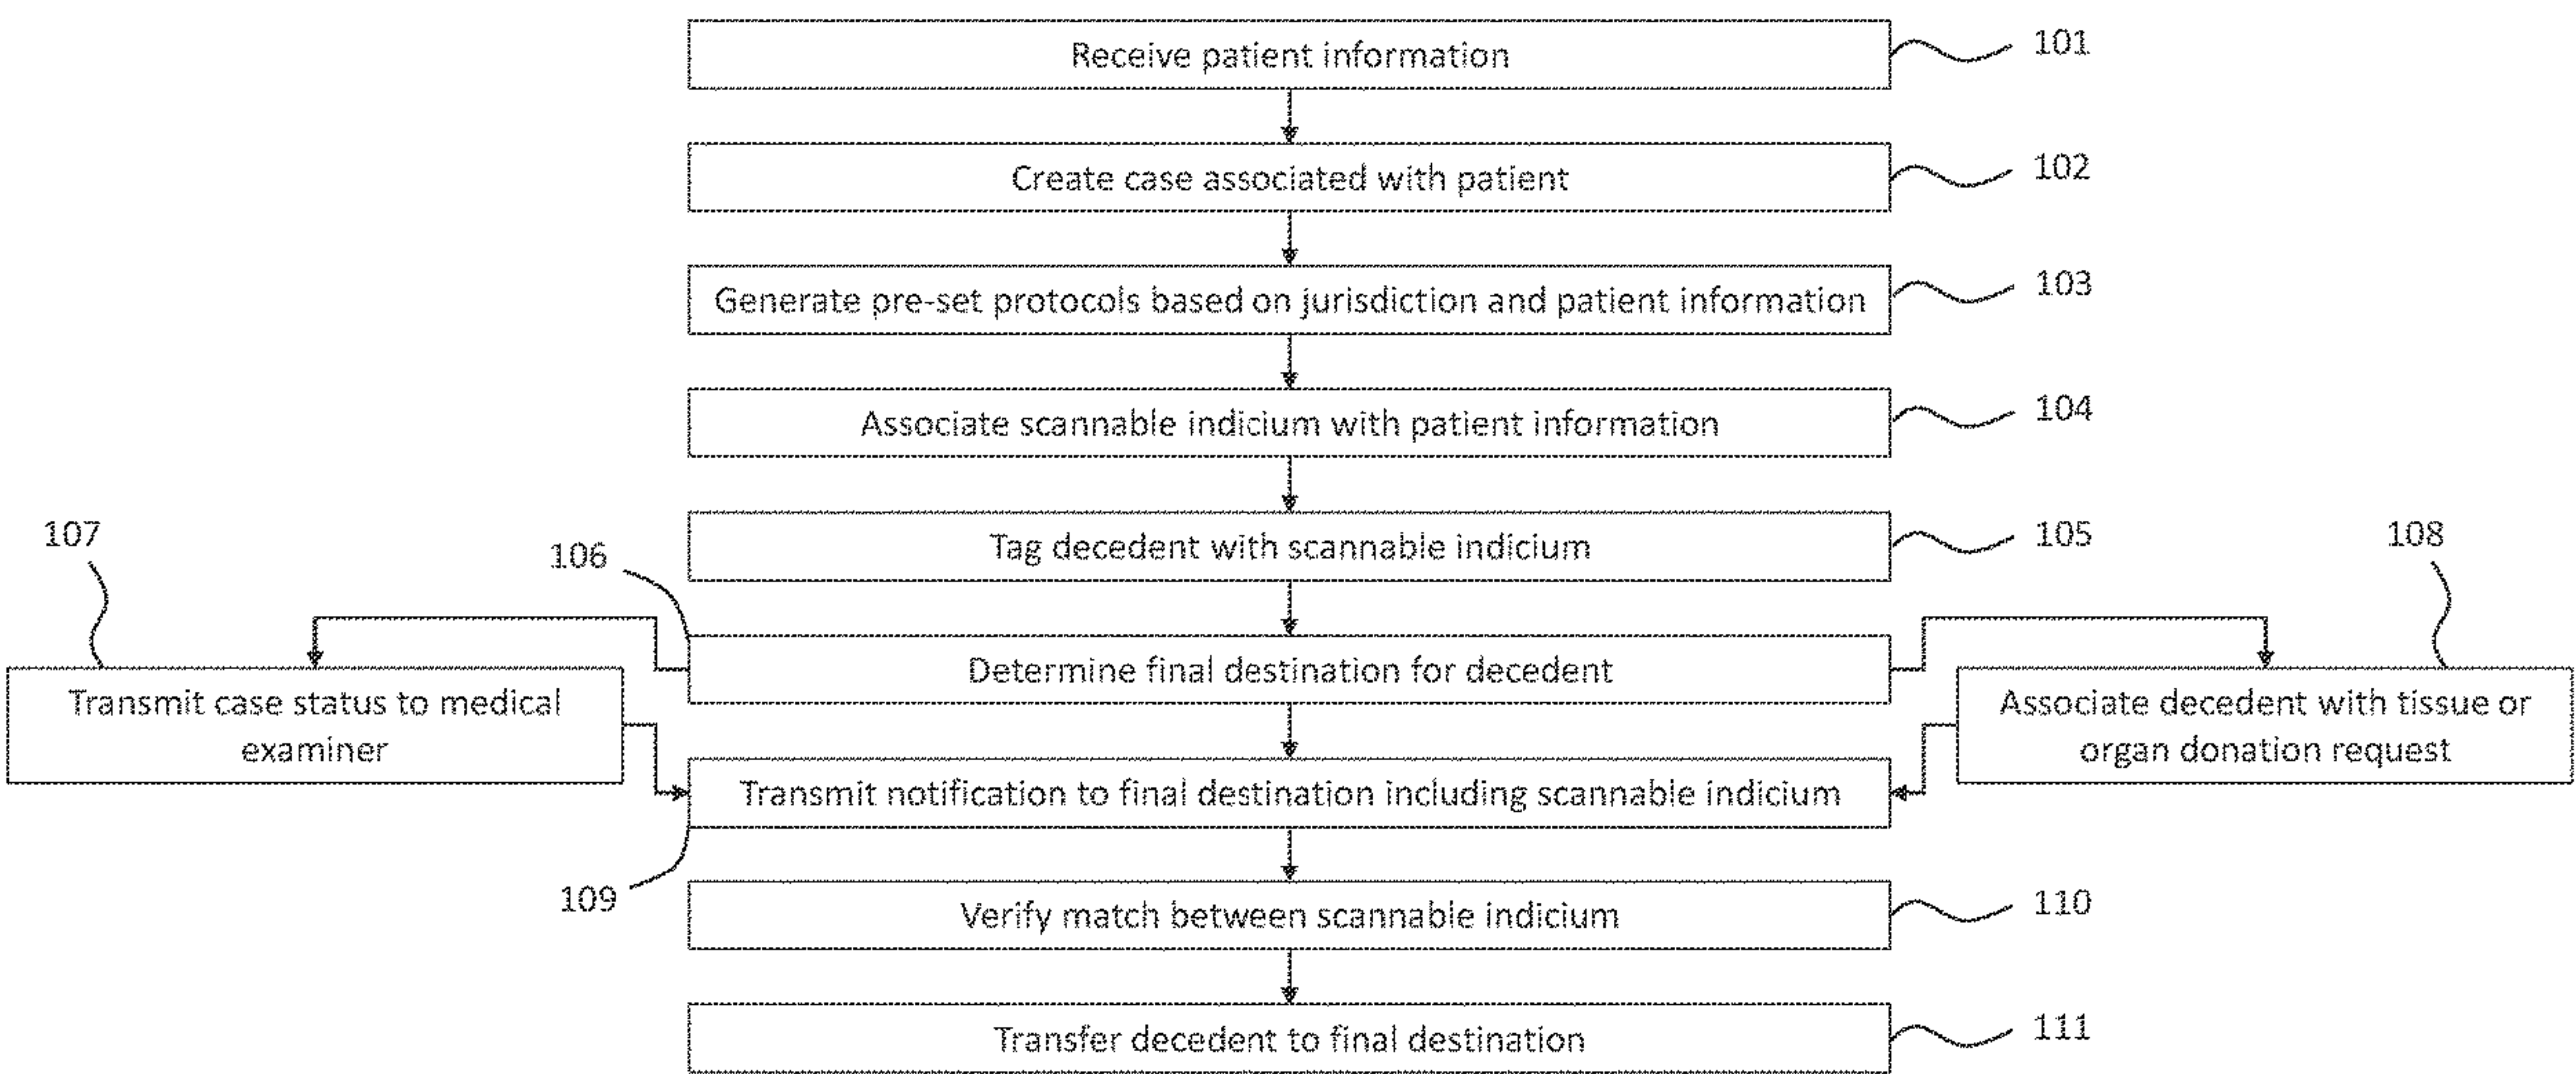 Receive patient information
101
Create case associated with patient
102
Generate pre-set protocols based on jurisdiction and patient information
103
Associate scannable indicium with patient information
104
Tag decedent with scannable indicium
105
106
Determine final destination for decedent
107
Transmit case status to medical
examiner
108
Associate decedent with tissue or
organ donation request
Transmit notification to final destination including scannable indicium
109
Verify match between scannable indicium
110
Transfer decedent to final destination
111